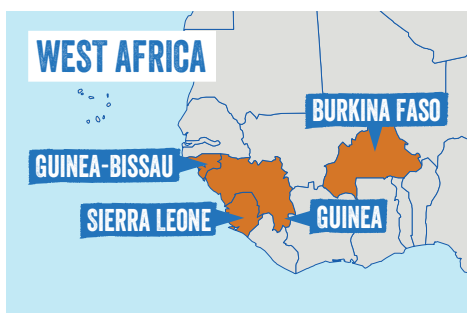 WEST AFRICA
BURKINA FASO
GUINEA-BISSAU
SIERRA LEONE
GUINEA